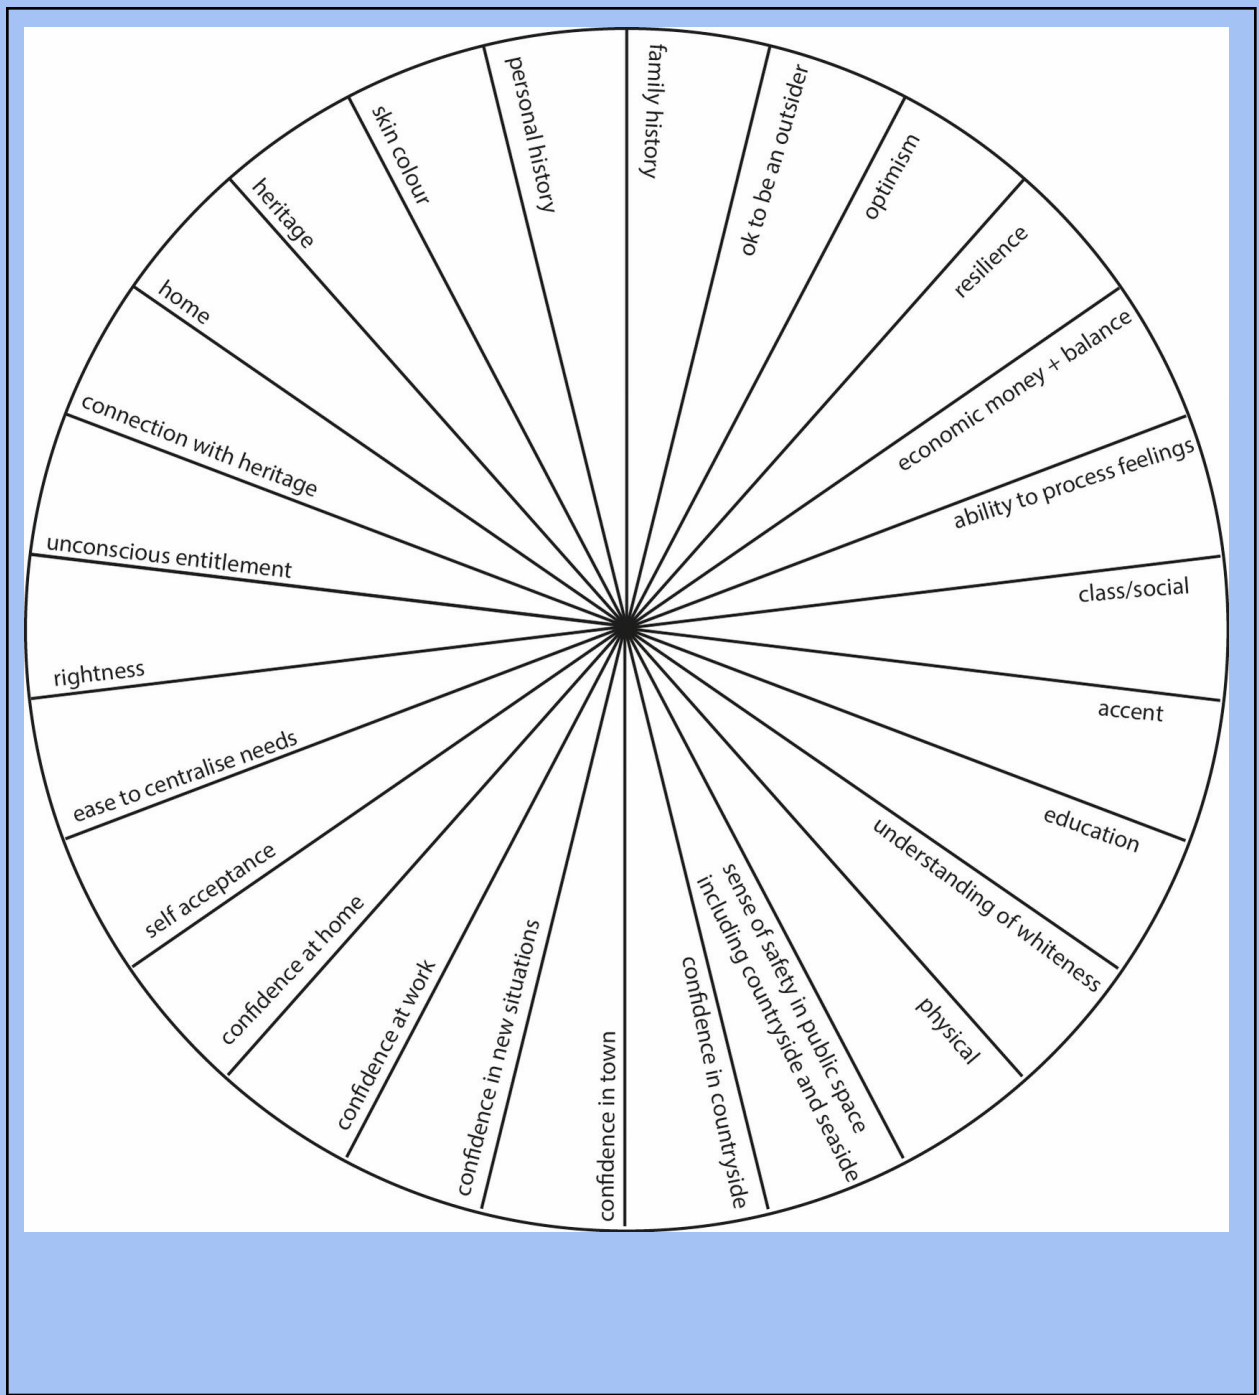 family history
ok to be an outsider
optimism
resilience
economic money + balance
ability to process feelings
class/social
accent
education
understanding of whiteness
physical
sense of safety in public space
including countryside and seaside
confidence in countryside
confidence in town
confidence in new situations
confidence at work
confidence at home
self acceptance
ease to centralise needs
rightness
unconscious entitlement
connection with heritage
home
heritage
skin colour
personal history